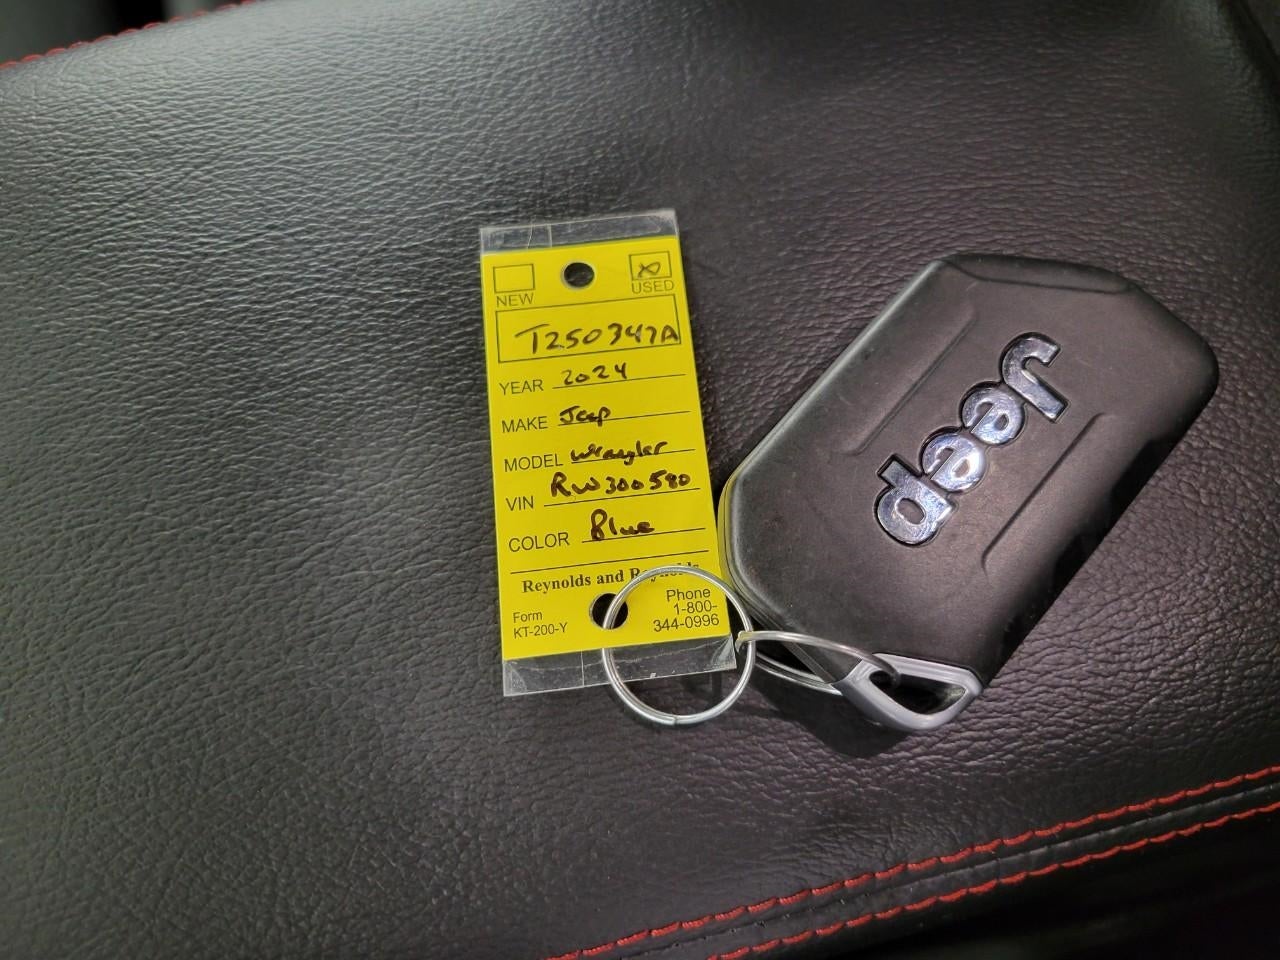 NEW
USED
T250347A
YEAR 2024
MAKE Jeep
MODEL Wrangler
VIN RW300580
COLOR Blue
Reynolds and Reynolds
Form
KT-200-Y
Phone
1-800-
344-0996
Jeep